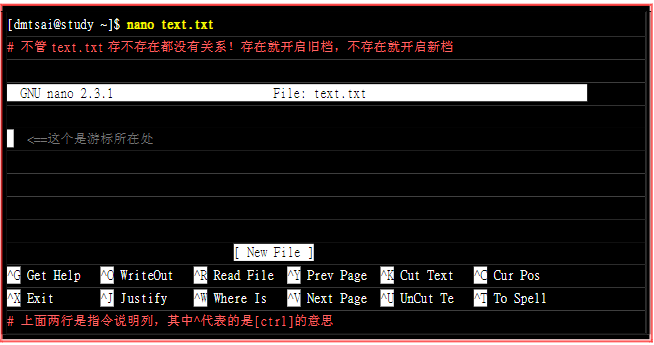 [dmtsai@study ~]$ nano text.txt
# 不管 text.txt 存不存在都没有关系！存在就开启旧档，不存在就开启新档
GNU nano 2.3.1 File: text.txt
<==这个是游标所在处
[ New File ]
^G Get Help ^O WriteOut ^R Read File ^Y Prev Page ^K Cut Text ^C Cur Pos
^X Exit ^J Justify ^W Where Is ^V Next Page ^U UnCut Te ^T To Spell
# 上面两行是指令说明列，其中^代表的是[ctrl]的意思